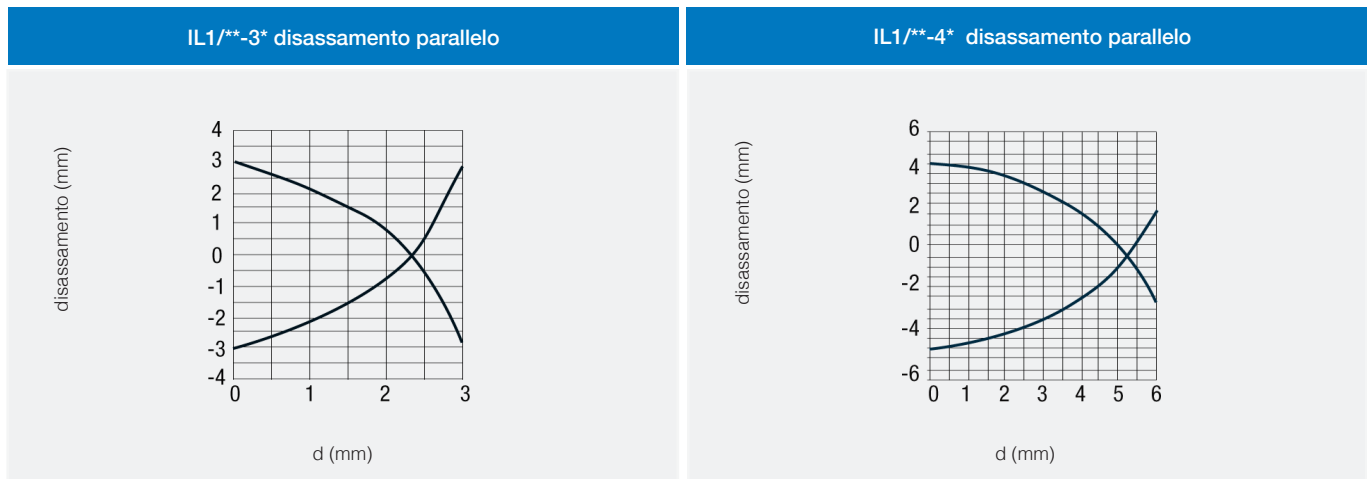 IL1/**-3* disassamento parallelo
disassamento (mm)
4
3
2
1
0
-1
-2
-3
-4
0 1 2 3
d (mm)
IL1/**-4* disassamento parallelo
disassamento (mm)
6
4
2
0
-2
-4
-6
0 1 2 3 4 5 6
d (mm)